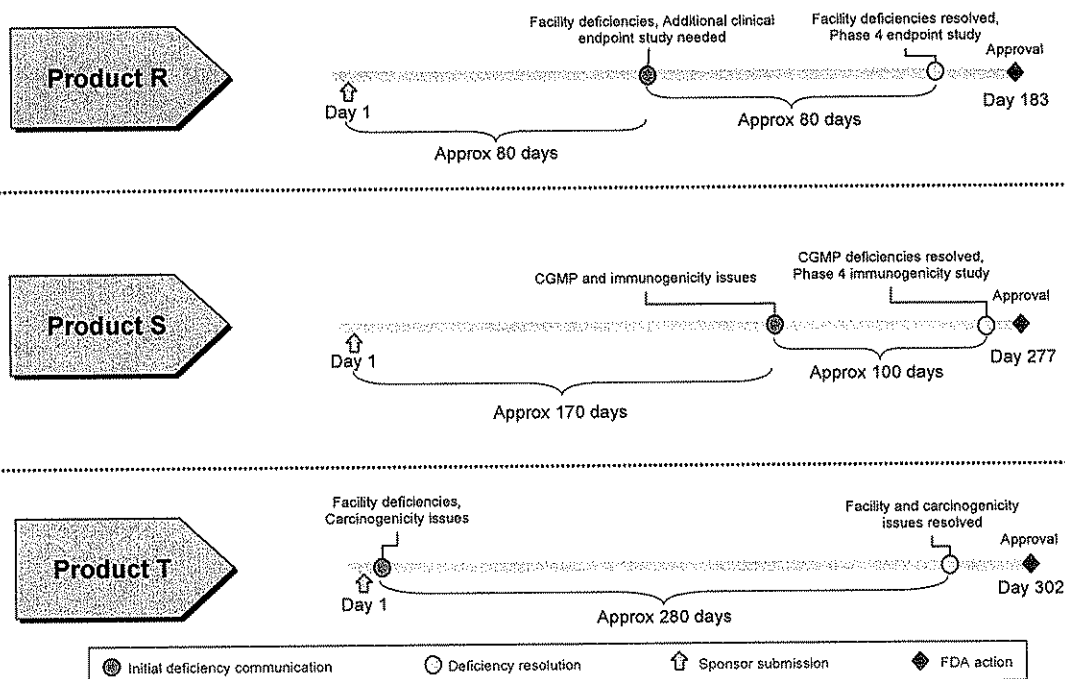 Facility deficiencies, Additional clinical
endpoint study needed
Facility deficiencies resolved,
Phase 4 endpoint study
Approval
Product R
Day 1
Day 183
Approx 80 days
Approx 80 days
CGMP and immunogenicity issues
CGMP deficiencies resolved,
Phase 4 immunogenicity study
Approval
Product S
Day 1
Day 277
Approx 100 days
Approx 170 days
Facility deficiencies,
Carcinogenicity issues
Facility and carcinogenicity
issues resolved
Approval
Product T
Day 1
Day 302
Approx 280 days
Initial deficiency communication
Deficiency resolution
Sponsor submission
FDA action